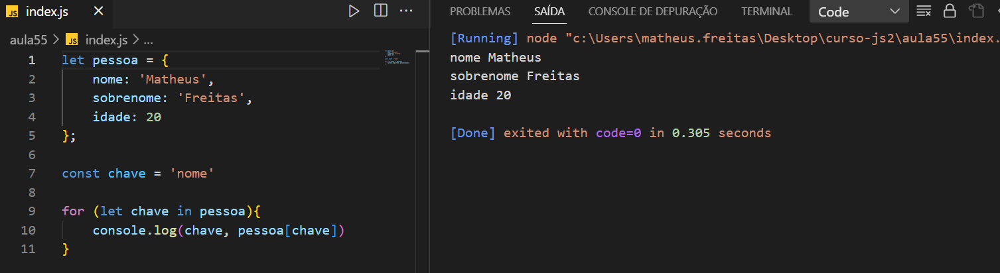 JS index.js ×
aula55 > JS index.js > ...
1 let pessoa = {
2     nome: 'Matheus',
3     sobrenome: 'Freitas',
4     idade: 20
5 };
6
7 const chave = 'nome'
8
9 for (let chave in pessoa){
10     console.log(chave, pessoa[chave])
11 }
PROBLEMAS SAÍDA CONSOLE DE DEPURAÇÃO TERMINAL Code
[Running] node "c:\Users\matheus.freitas\Desktop\curso-js2\aula55\index.
nome Matheus
sobrenome Freitas
idade 20
[Done] exited with code=0 in 0.305 seconds